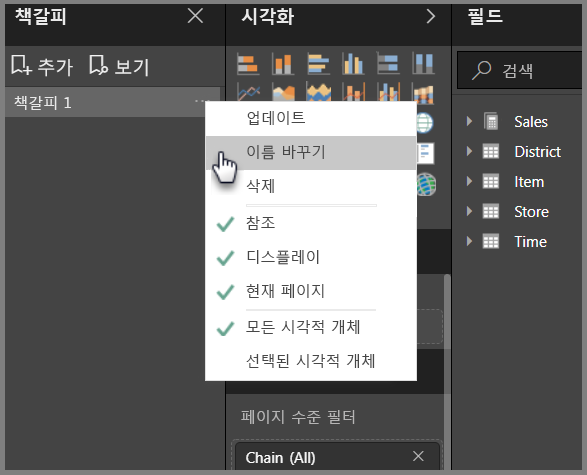 책갈피
시각화
필드
추가
보기
검색
책갈피 1
업데이트
이름 바꾸기
삭제
참조
디스플레이
현재 페이지
모든 시각적 개체
선택된 시각적 개체
Sales
District
Item
Store
Time
페이지 수준 필터
Chain (All)